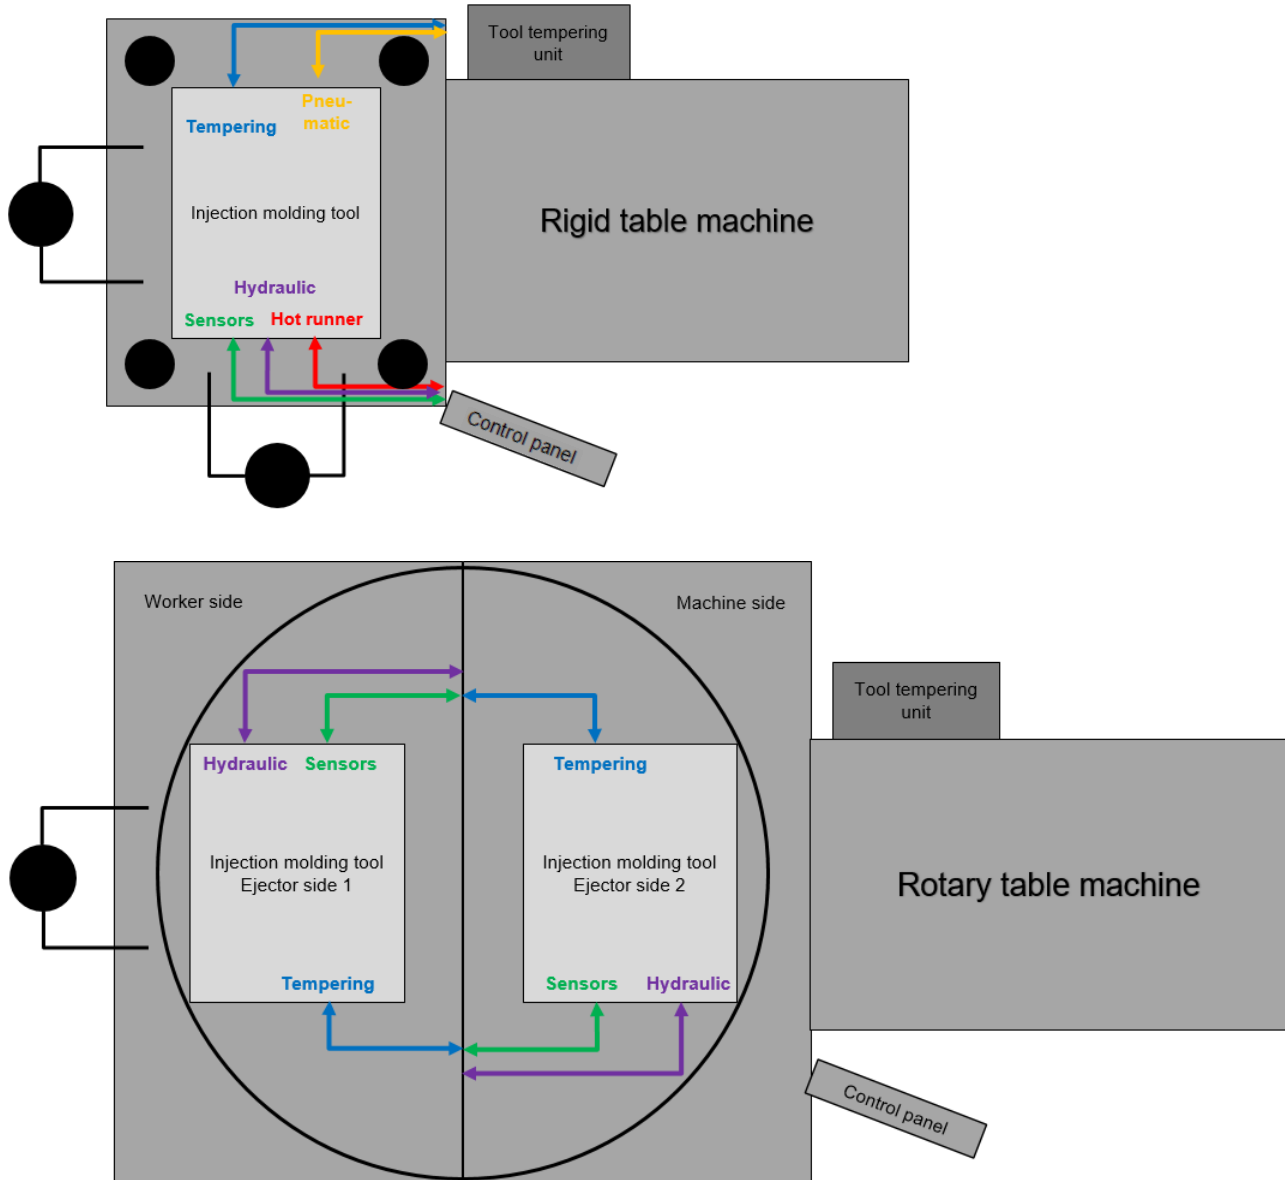 Tool tempering
unit
Pneu-
matic
Tempering
Injection molding tool
Rigid table machine
Hydraulic
Sensors Hot runner
Control panel
Worker side
Machine side
Tool tempering
unit
Hydraulic Sensors
Tempering
Injection molding tool
Ejector side 1
Injection molding tool
Ejector side 2
Rotary table machine
Tempering
Sensors Hydraulic
Control panel